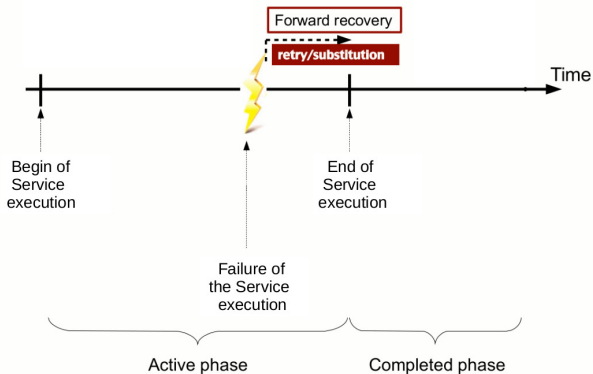 Forward recovery
retry/substitution
Time
Begin of
Service
execution
End of
Service
execution
Failure of
the Service
execution
Active phase
Completed phase